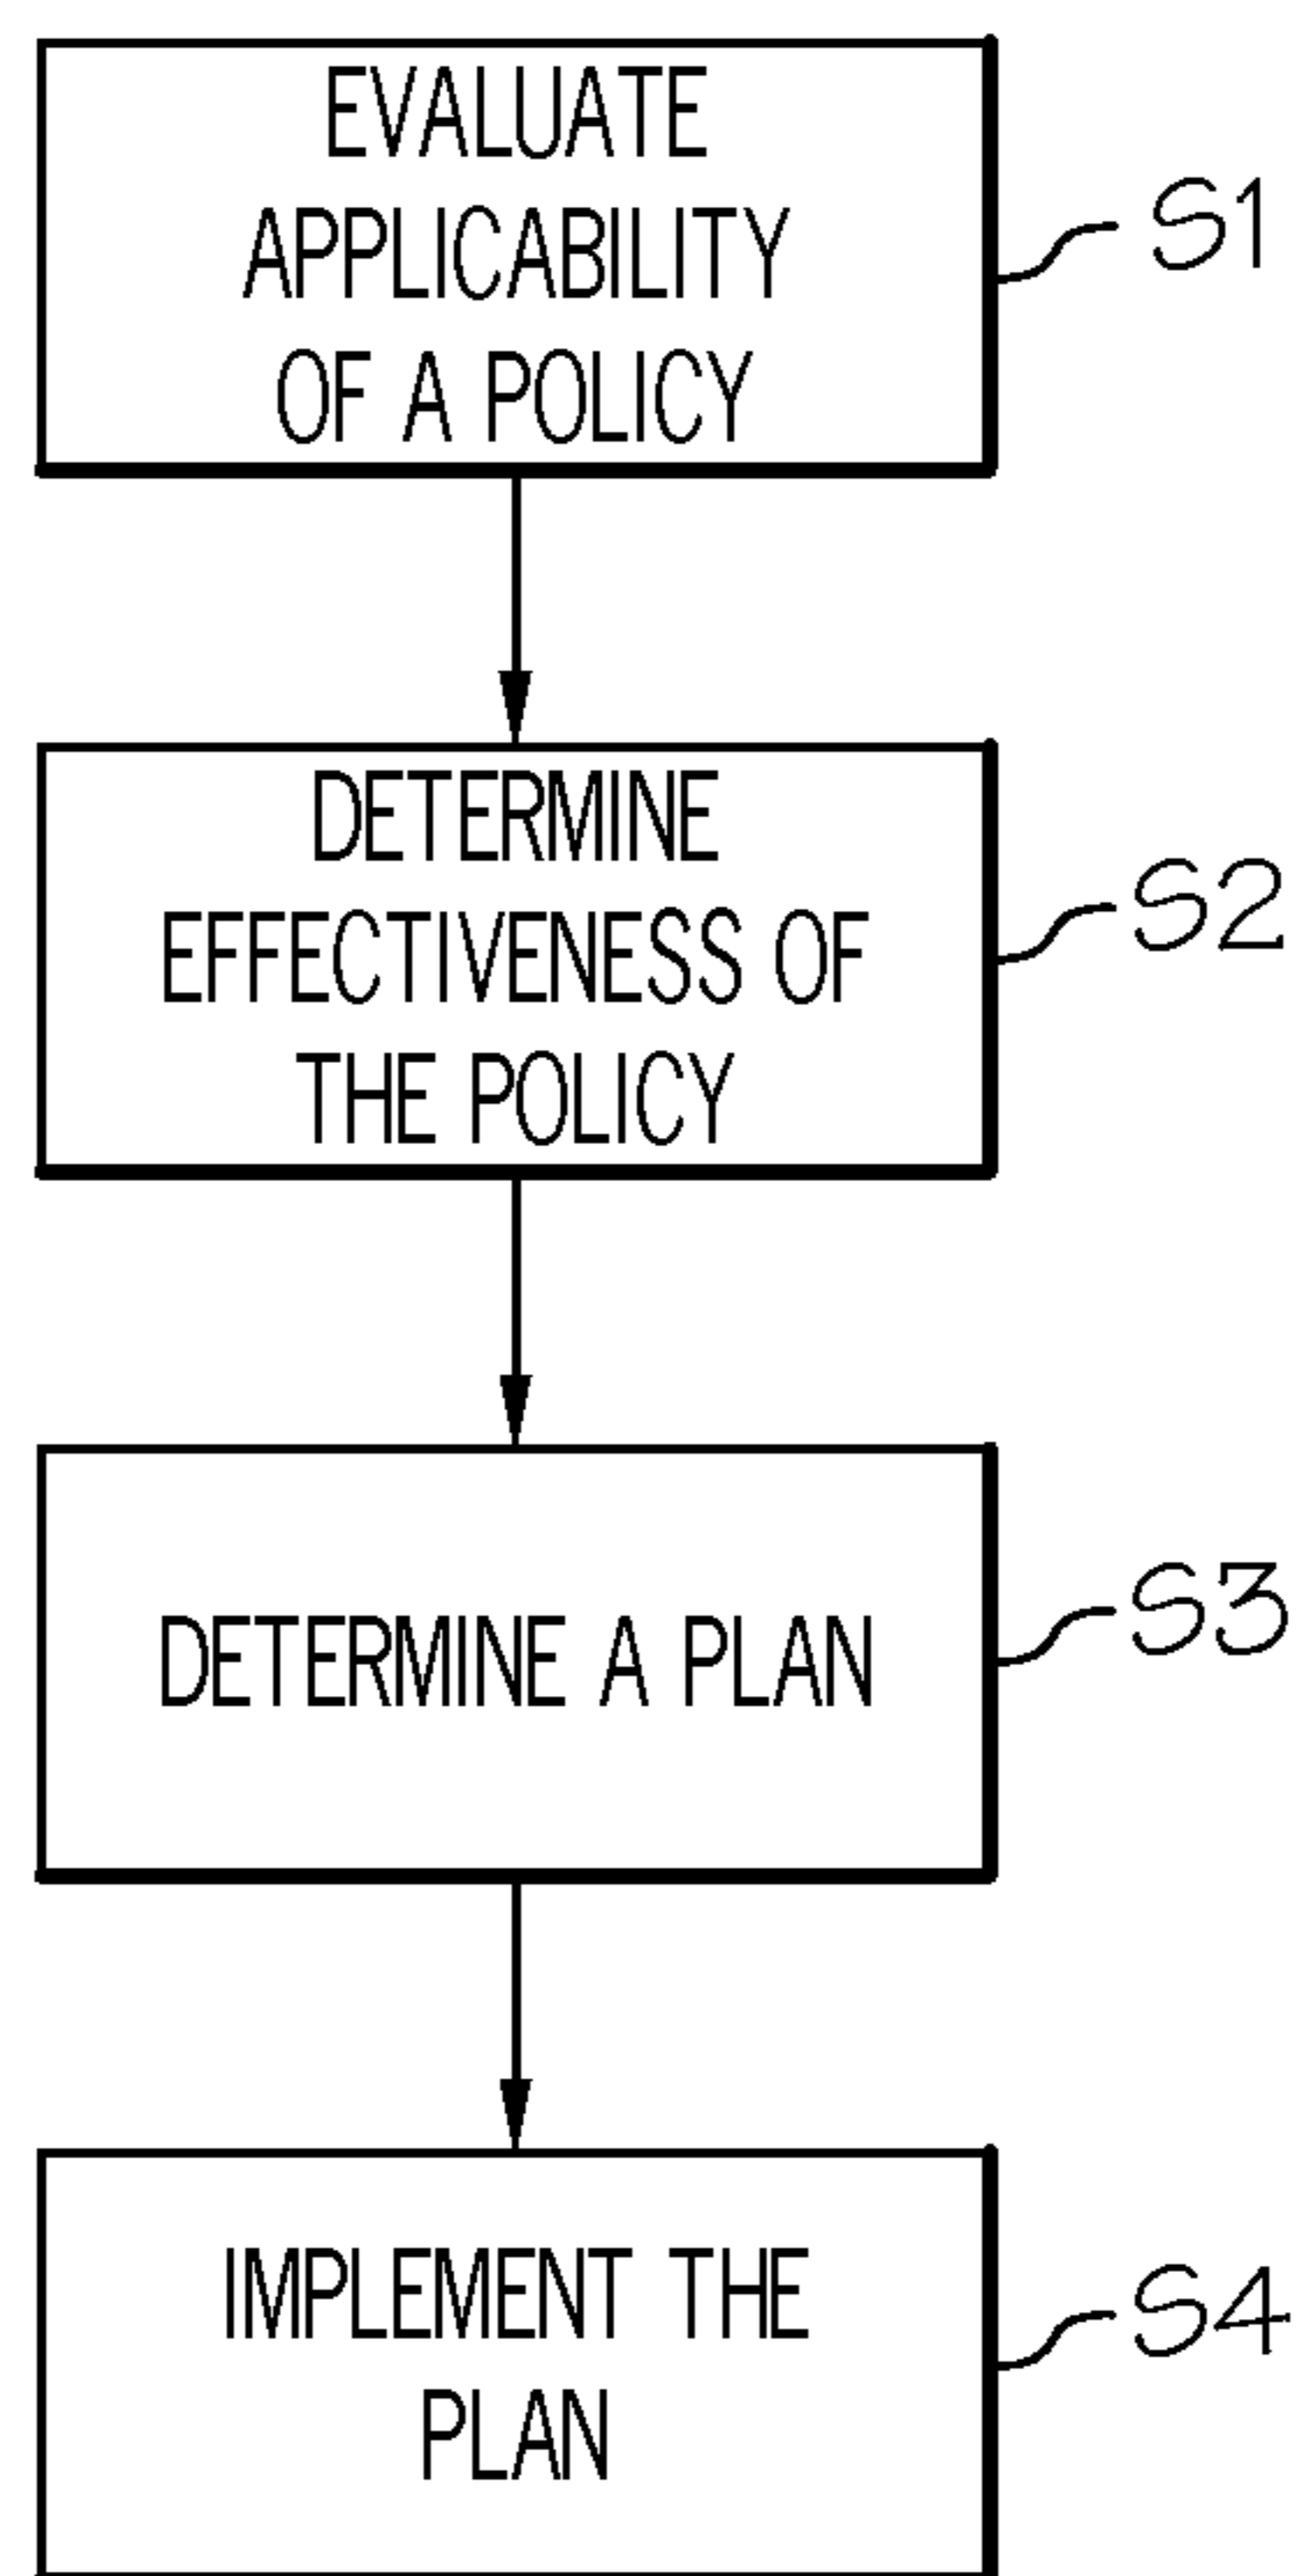 EVALUATE
APPLICABILITY
OF A POLICY
S1
DETERMINE
EFFECTIVENESS OF
THE POLICY
S2
DETERMINE A PLAN
S3
IMPLEMENT THE
PLAN
S4